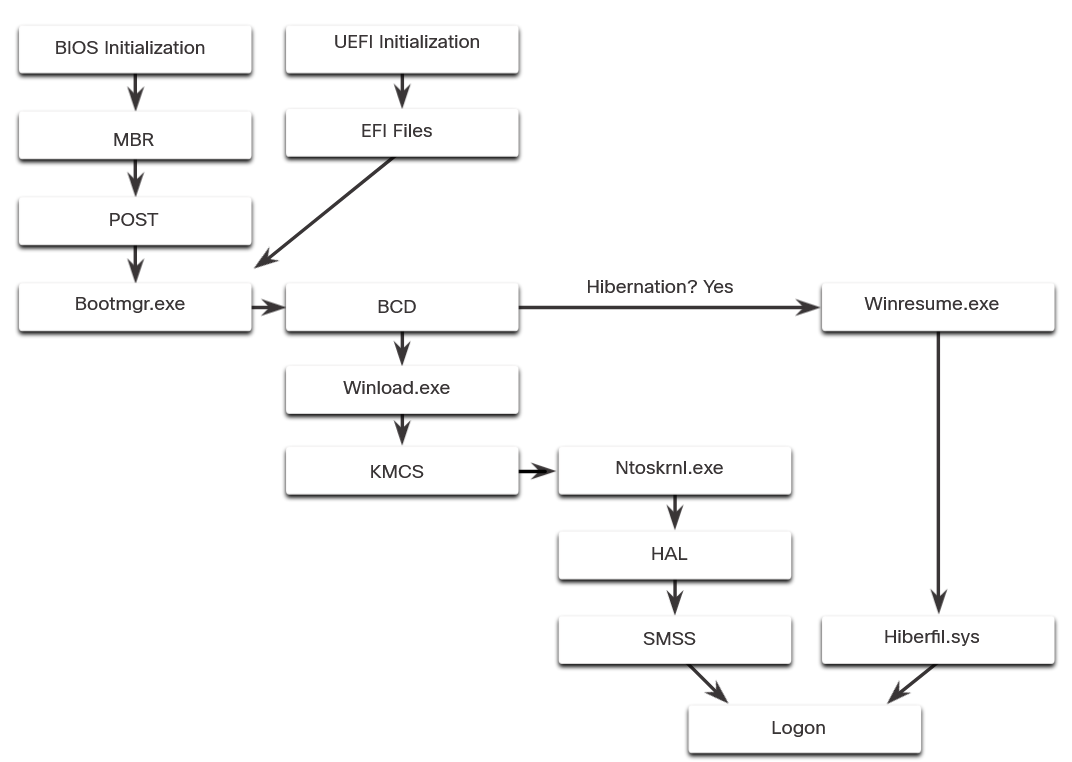 BIOS Initialization
UEFI Initialization
MBR
EFI Files
POST
Bootmgr.exe
BCD
Hibernation? Yes
Winresume.exe
Winload.exe
KMCS
Ntoskrnl.exe
HAL
SMSS
Hiberfil.sys
Logon